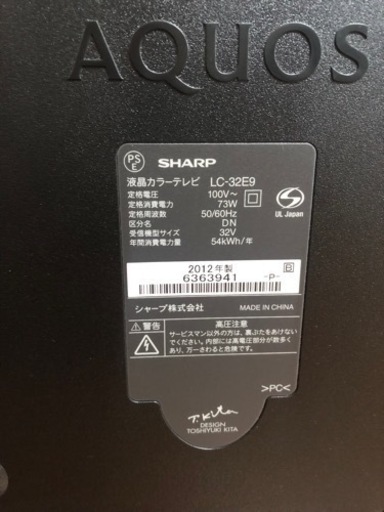 AQUOS
PS E SHARP
液晶カラーテレビ LC-32E9
定格電圧 100V~
定格消費電力 73W
定格周波数 50/60Hz
区分名 DN
受信機型サイズ 32V
年間消費電力量 54kWh/年
S
UL Japan
2012年製 B
6363941 -P-
シャープ株式会社 MADE IN CHINA
⚠警告 高圧注意
サービスマン以外の方は、裏ぶたをあけない
でください。内部には高電圧部分が数多く
あり、万一さわると危険です。
>PC<
T. Kita
DESIGN
TOSHIYUKI KITA